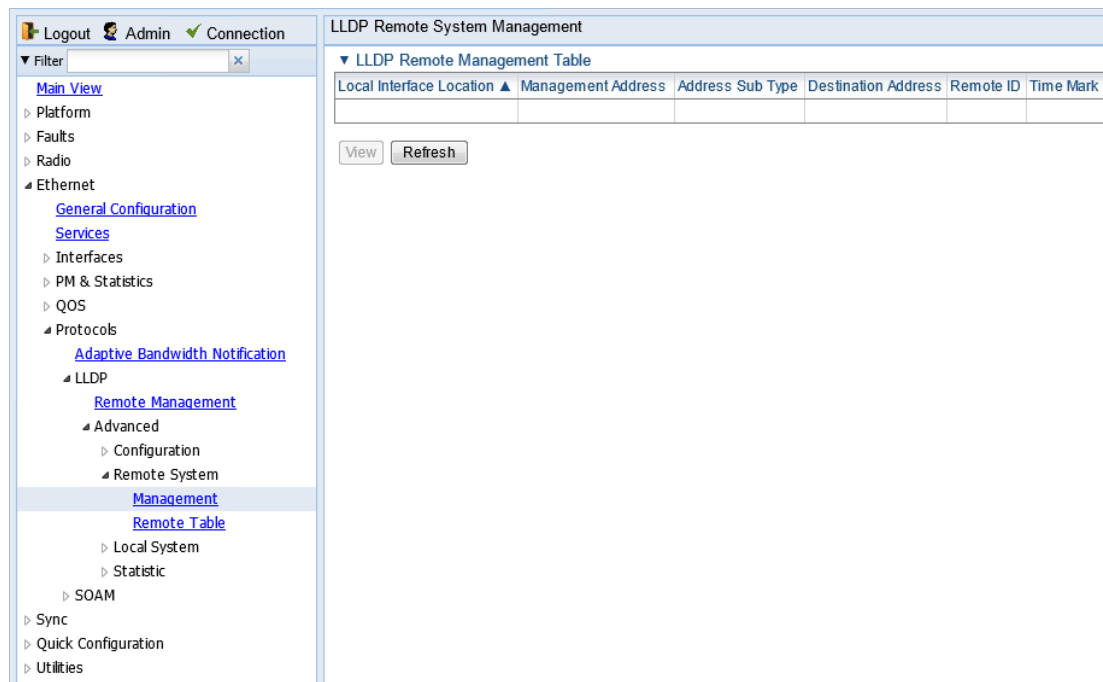 Logout Admin Connection
Filter
Main View
Platform
Faults
Radio
Ethernet
General Configuration
Services
Interfaces
PM & Statistics
QOS
Protocols
Adaptive Bandwidth Notification
LLDP
Remote Management
Advanced
Configuration
Remote System
Management
Remote Table
Local System
Statistic
SOAM
Sync
Quick Configuration
Utilities
LLDP Remote System Management
LLDP Remote Management Table
Local Interface Location ▲ Management Address Address Sub Type Destination Address Remote ID Time Mark
View Refresh